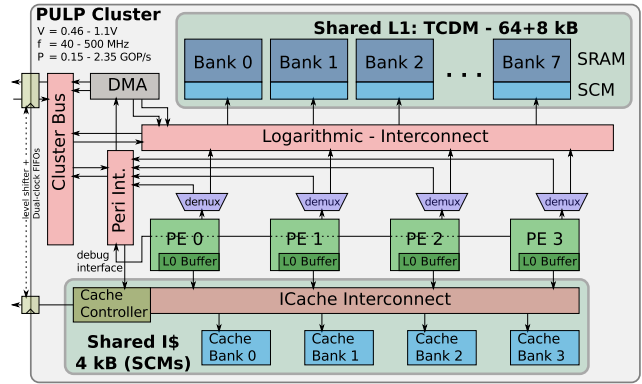 PULP Cluster
V = 0.46 - 1.1V
f = 40 - 500 MHz
P = 0.15 - 2.35 GOP/s
Shared L1: TCDM - 64+8 kB
Bank 0
Bank 1
Bank 2
. . .
Bank 7
SRAM
SCM
DMA
Cluster Bus
Logarithmic - Interconnect
level shifter +
Dual-clock FIFOs
Peri Int.
demux
demux
demux
demux
PE 0
PE 1
PE 2
PE 3
L0 Buffer
L0 Buffer
L0 Buffer
L0 Buffer
debug
interface
Cache
Controller
ICache Interconnect
Shared I$
4 kB (SCMs)
Cache
Bank 0
Cache
Bank 1
Cache
Bank 2
Cache
Bank 3